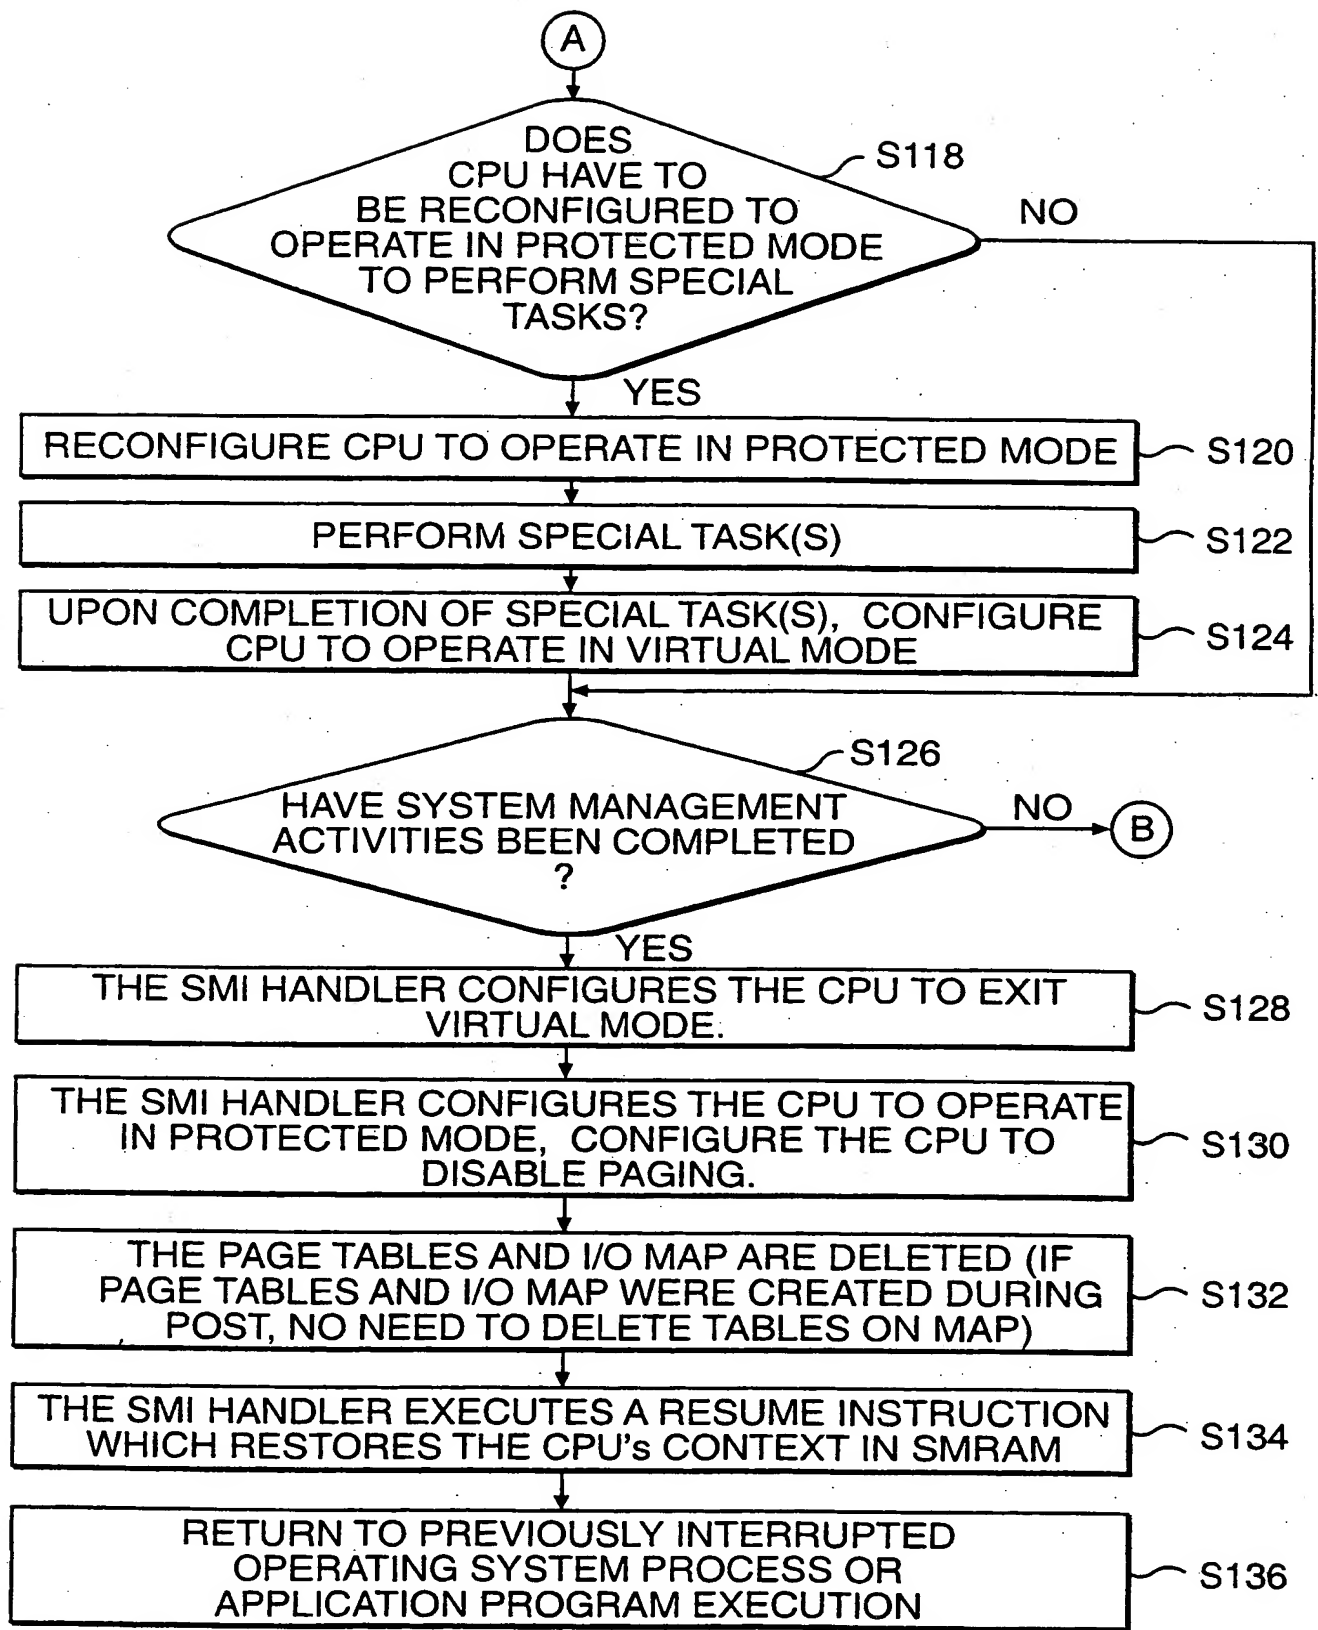 A
DOES
CPU HAVE TO
BE RECONFIGURED TO
OPERATE IN PROTECTED MODE
TO PERFORM SPECIAL
TASKS?
S118
NO
YES
RECONFIGURE CPU TO OPERATE IN PROTECTED MODE
S120
PERFORM SPECIAL TASK(S)
S122
UPON COMPLETION OF SPECIAL TASK(S), CONFIGURE
CPU TO OPERATE IN VIRTUAL MODE
S124
S126
HAVE SYSTEM MANAGEMENT
ACTIVITIES BEEN COMPLETED
?
NO
B
YES
THE SMI HANDLER CONFIGURES THE CPU TO EXIT
VIRTUAL MODE.
S128
THE SMI HANDLER CONFIGURES THE CPU TO OPERATE
IN PROTECTED MODE, CONFIGURE THE CPU TO
DISABLE PAGING.
S130
THE PAGE TABLES AND I/O MAP ARE DELETED (IF
PAGE TABLES AND I/O MAP WERE CREATED DURING
POST, NO NEED TO DELETE TABLES ON MAP)
S132
THE SMI HANDLER EXECUTES A RESUME INSTRUCTION
WHICH RESTORES THE CPU's CONTEXT IN SMRAM
S134
RETURN TO PREVIOUSLY INTERRUPTED
OPERATING SYSTEM PROCESS OR
APPLICATION PROGRAM EXECUTION
S136